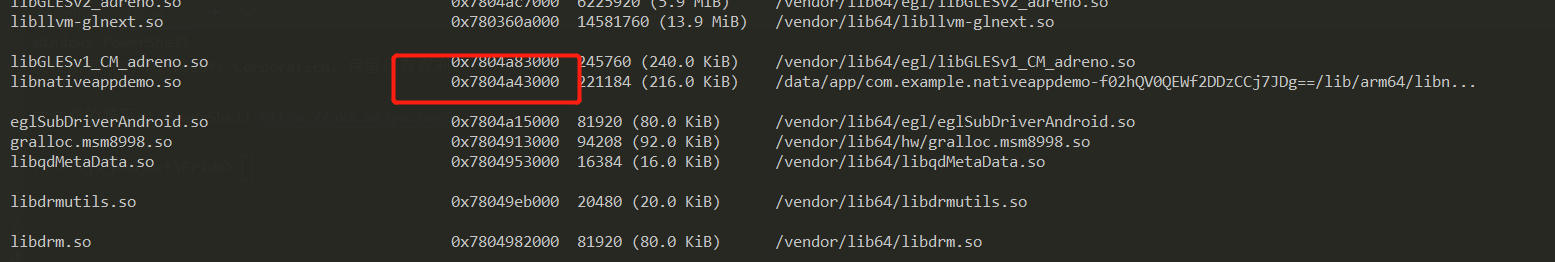 libGLESv2_adreno.so 0x7804ac7000 6225920 (5.9 MiB) /vendor/lib64/egl/libGLESv2_adreno.so
libllvm-glnext.so 0x780360a000 14581760 (13.9 MiB) /vendor/lib64/libllvm-glnext.so
libGLESv1_CM_adreno.so 0x7804a83000 245760 (240.0 KiB) /vendor/lib64/egl/libGLESv1_CM_adreno.so
libnativeappdemo.so 0x7804a43000 221184 (216.0 KiB) /data/app/com.example.nativeappdemo-f02hQV0QEWf2DDzCCj7JDg==/lib/arm64/libn...
eglSubDriverAndroid.so 0x7804a15000 81920 (80.0 KiB) /vendor/lib64/egl/eglSubDriverAndroid.so
gralloc.msm8998.so 0x7804913000 94208 (92.0 KiB) /vendor/lib64/hw/gralloc.msm8998.so
libqdMetaData.so 0x7804953000 16384 (16.0 KiB) /vendor/lib64/libqdMetaData.so
libdrmutils.so 0x78049eb000 20480 (20.0 KiB) /vendor/lib64/libdrmutils.so
libdrm.so 0x7804982000 81920 (80.0 KiB) /vendor/lib64/libdrm.so